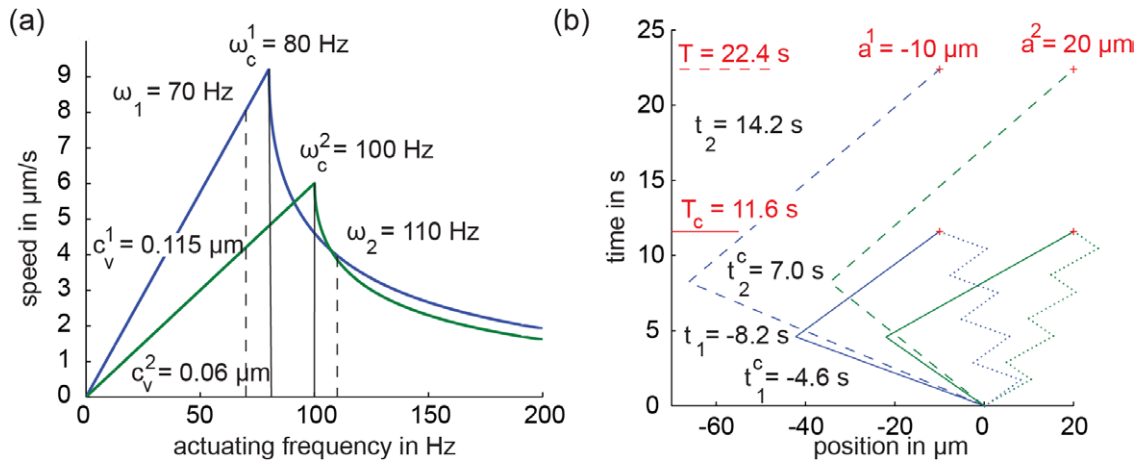 (a)
ω_c^1 = 80 Hz
ω_1 = 70 Hz
ω_c^2 = 100 Hz
ω_2 = 110 Hz
c_v^1 = 0.115 µm
c_v^2 = 0.06 µm
speed in µm/s
9
8
7
6
5
4
3
2
1
0
0 50 100 150 200
actuating frequency in Hz
(b)
T = 22.4 s
a^1 = -10 µm
a^2 = 20 µm
t_2 = 14.2 s
T_c = 11.6 s
t_2^c = 7.0 s
t_1 = -8.2 s
t_1^c = -4.6 s
time in s
25
20
15
10
5
0
-60 -40 -20 0 20
position in µm